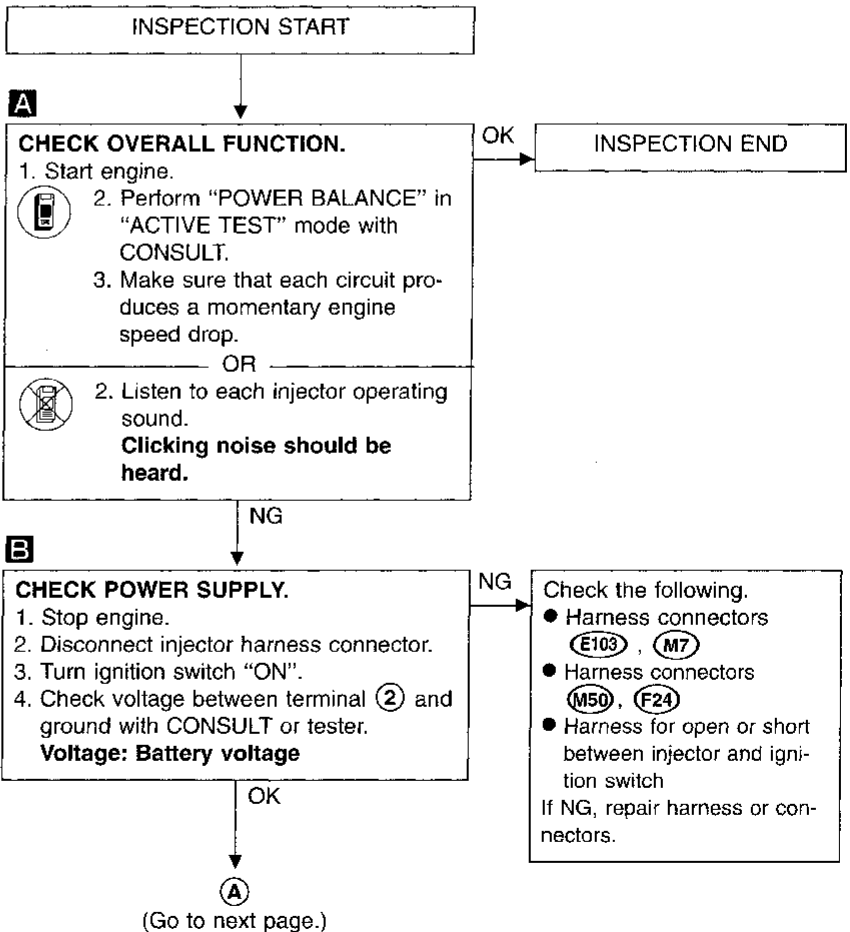 INSPECTION START
A
CHECK OVERALL FUNCTION.
1. Start engine.
2. Perform “POWER BALANCE” in
“ACTIVE TEST” mode with
CONSULT.
3. Make sure that each circuit pro-
duces a momentary engine
speed drop.
OR
2. Listen to each injector operating
sound.
Clicking noise should be
heard.
OK
INSPECTION END
NG
B
CHECK POWER SUPPLY.
1. Stop engine.
2. Disconnect injector harness connector.
3. Turn ignition switch “ON”.
4. Check voltage between terminal 2 and
ground with CONSULT or tester.
Voltage: Battery voltage
NG
Check the following.
● Harness connectors
E103 , M7
● Harness connectors
M50 , F24
● Harness for open or short
between injector and igni-
tion switch
If NG, repair harness or con-
nectors.
OK
A
(Go to next page.)